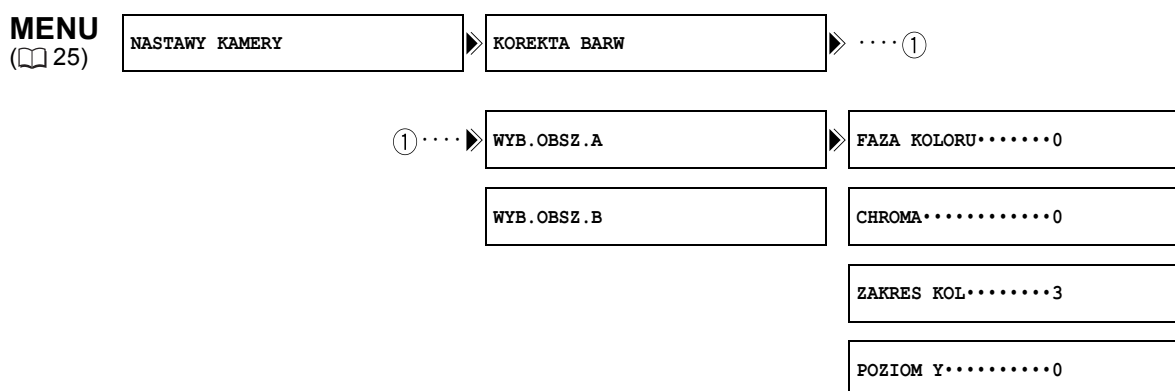 MENU
(25)
NASTAWY KAMERY
KOREKTA BARW
····①
①····
WYB.OBSZ.A
FAZA KOLORU·······0
WYB.OBSZ.B
CHROMA············0
ZAKRES KOL········3
POZIOM Y··········0